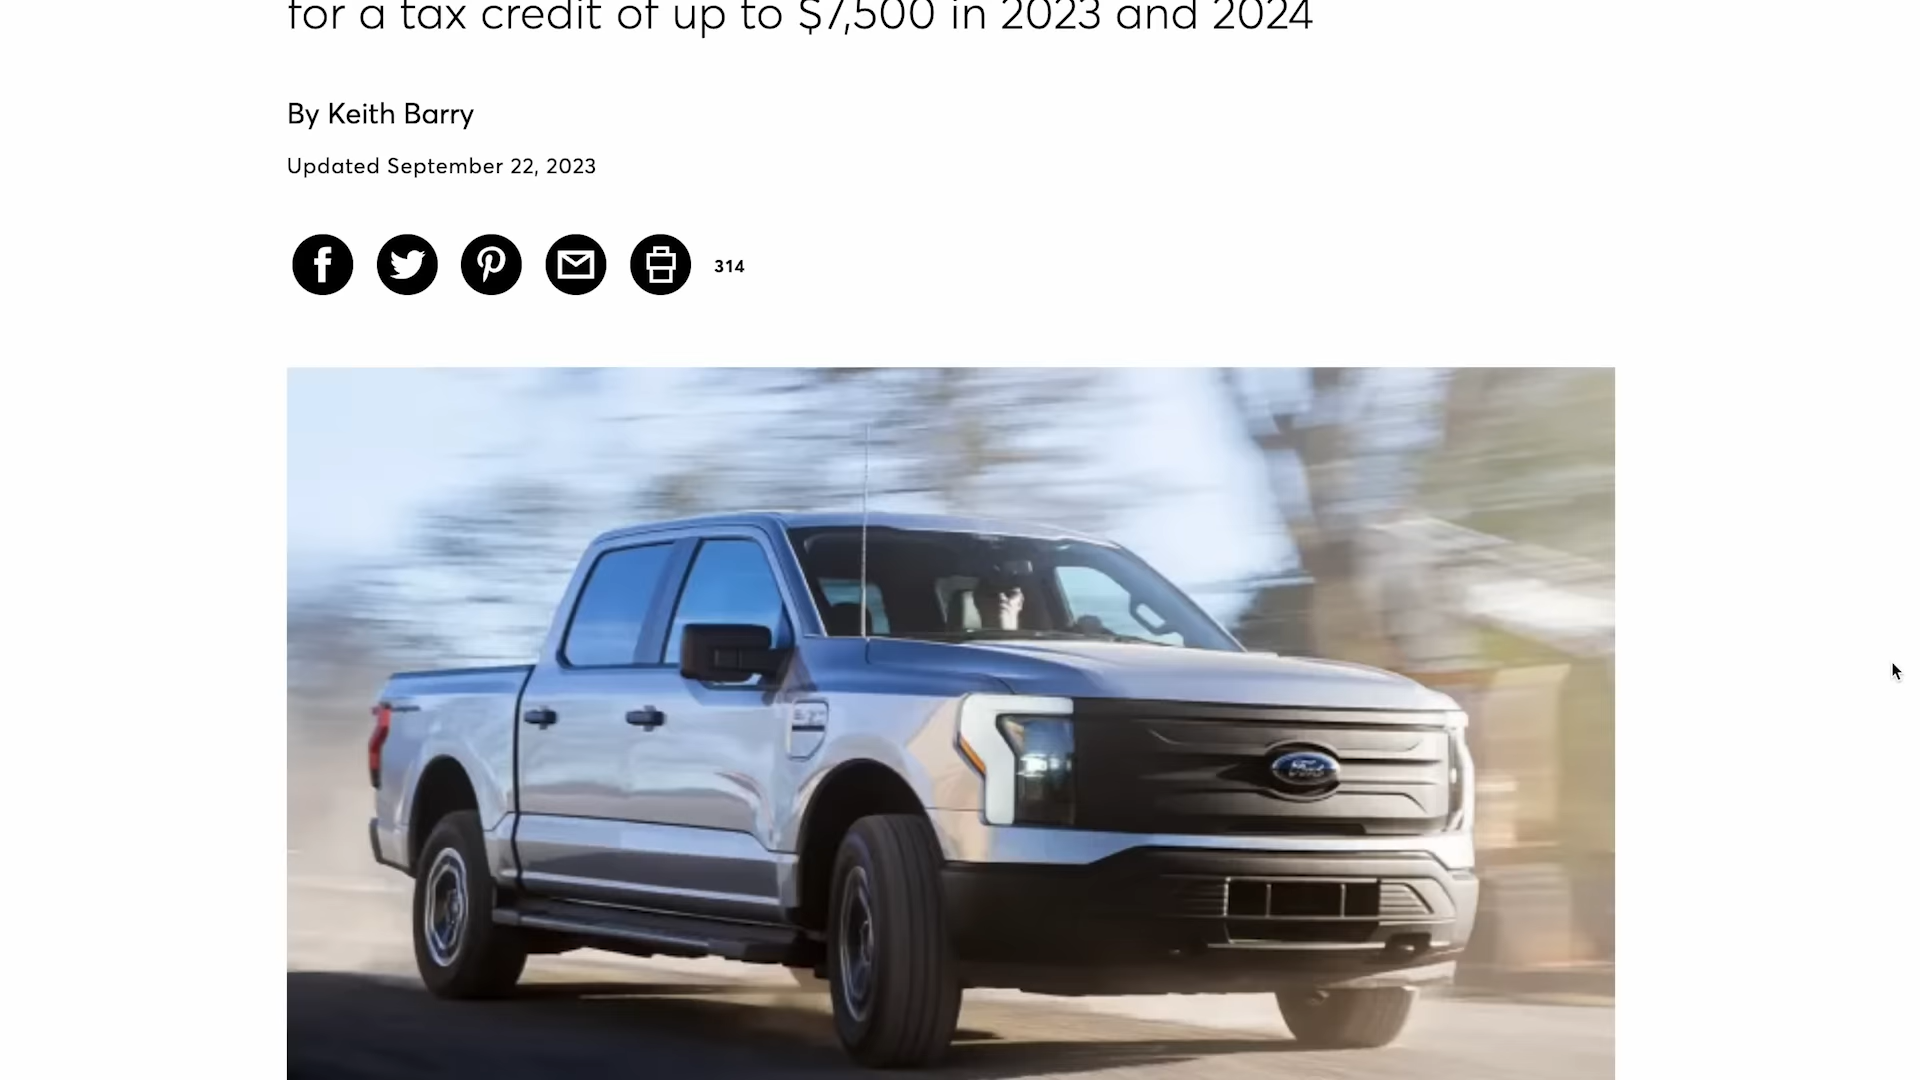 for a tax credit of up to $7,500 in 2023 and 2024
By Keith Barry
Updated September 22, 2023
314
Ford